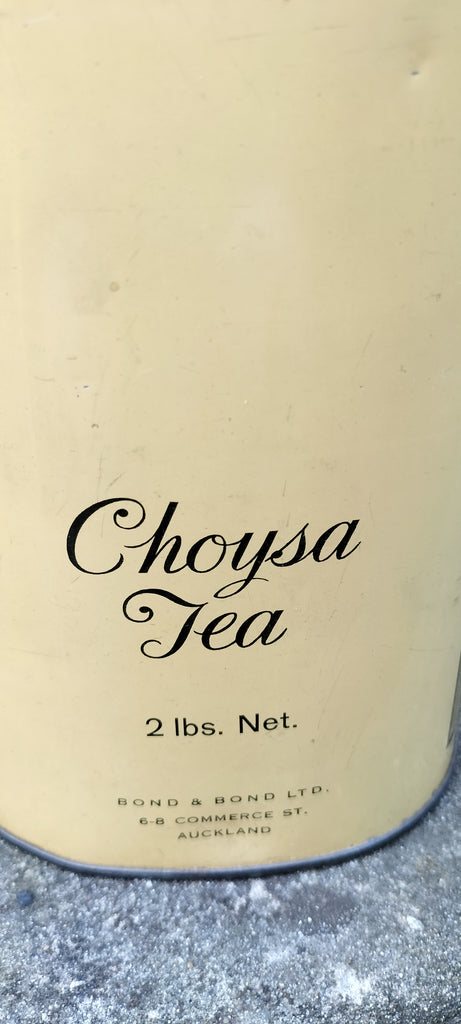 Choysa
Tea
2 lbs. Net.
BOND & BOND LTD.
6-8 COMMERCE ST.
AUCKLAND